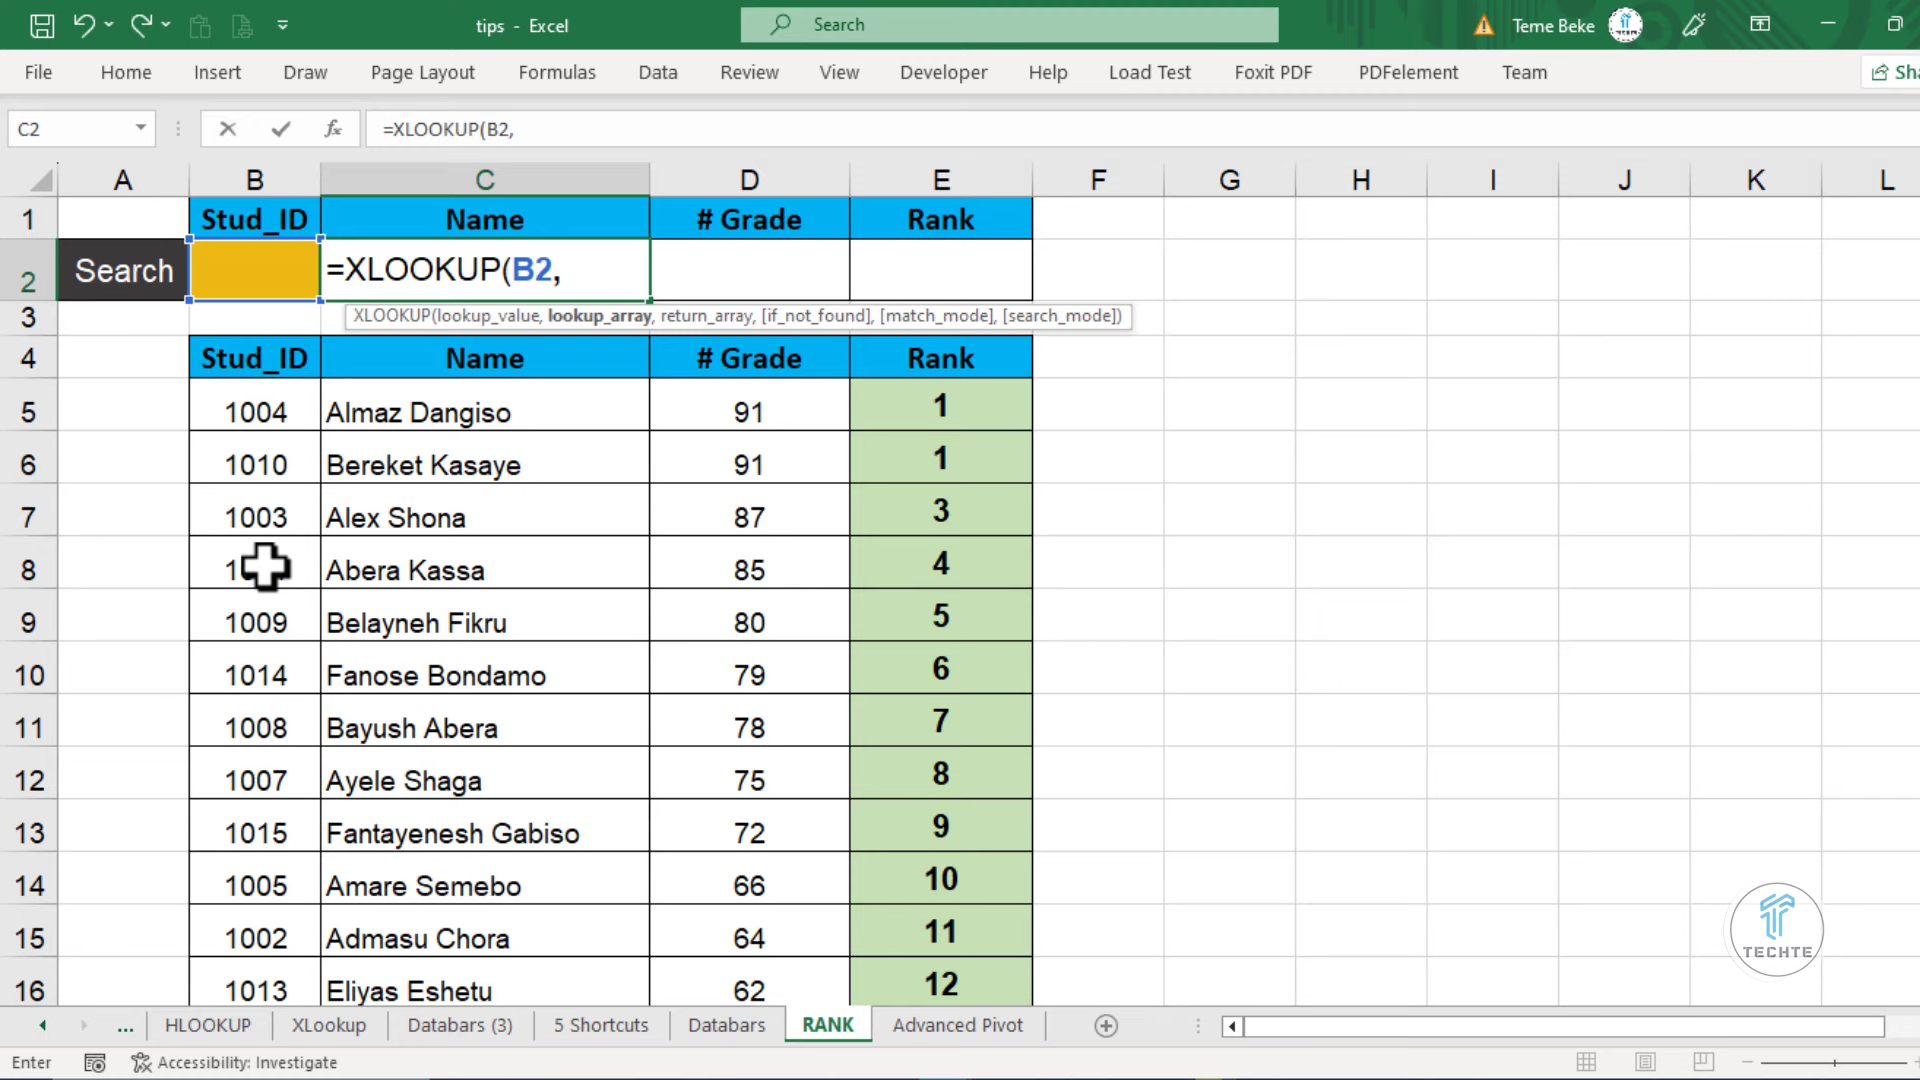 tips - Excel
Search
Teme Beke
File Home Insert Draw Page Layout Formulas Data Review View Developer Help Load Test Foxit PDF PDFelement Team
C2 fx =XLOOKUP(B2,
A B C D E F G H I J K L
1 Stud_ID Name # Grade Rank
2 Search =XLOOKUP(B2,
3 XLOOKUP(lookup_value, lookup_array, return_array, [if_not_found], [match_mode], [search_mode])
4 Stud_ID Name # Grade Rank
5 1004 Almaz Dangiso 91 1
6 1010 Bereket Kasaye 91 1
7 1003 Alex Shona 87 3
8 Abera Kassa 85 4
9 1009 Belayneh Fikru 80 5
10 1014 Fanose Bondamo 79 6
11 1008 Bayush Abera 78 7
12 1007 Ayele Shaga 75 8
13 1015 Fantayenesh Gabiso 72 9
14 1005 Amare Semebo 66 10
15 1002 Admasu Chora 64 11
16 1013 Eliyas Eshetu 62 12
TECHTE
... HLOOKUP XLookup Databars (3) 5 Shortcuts Databars RANK Advanced Pivot
Enter Accessibility: Investigate